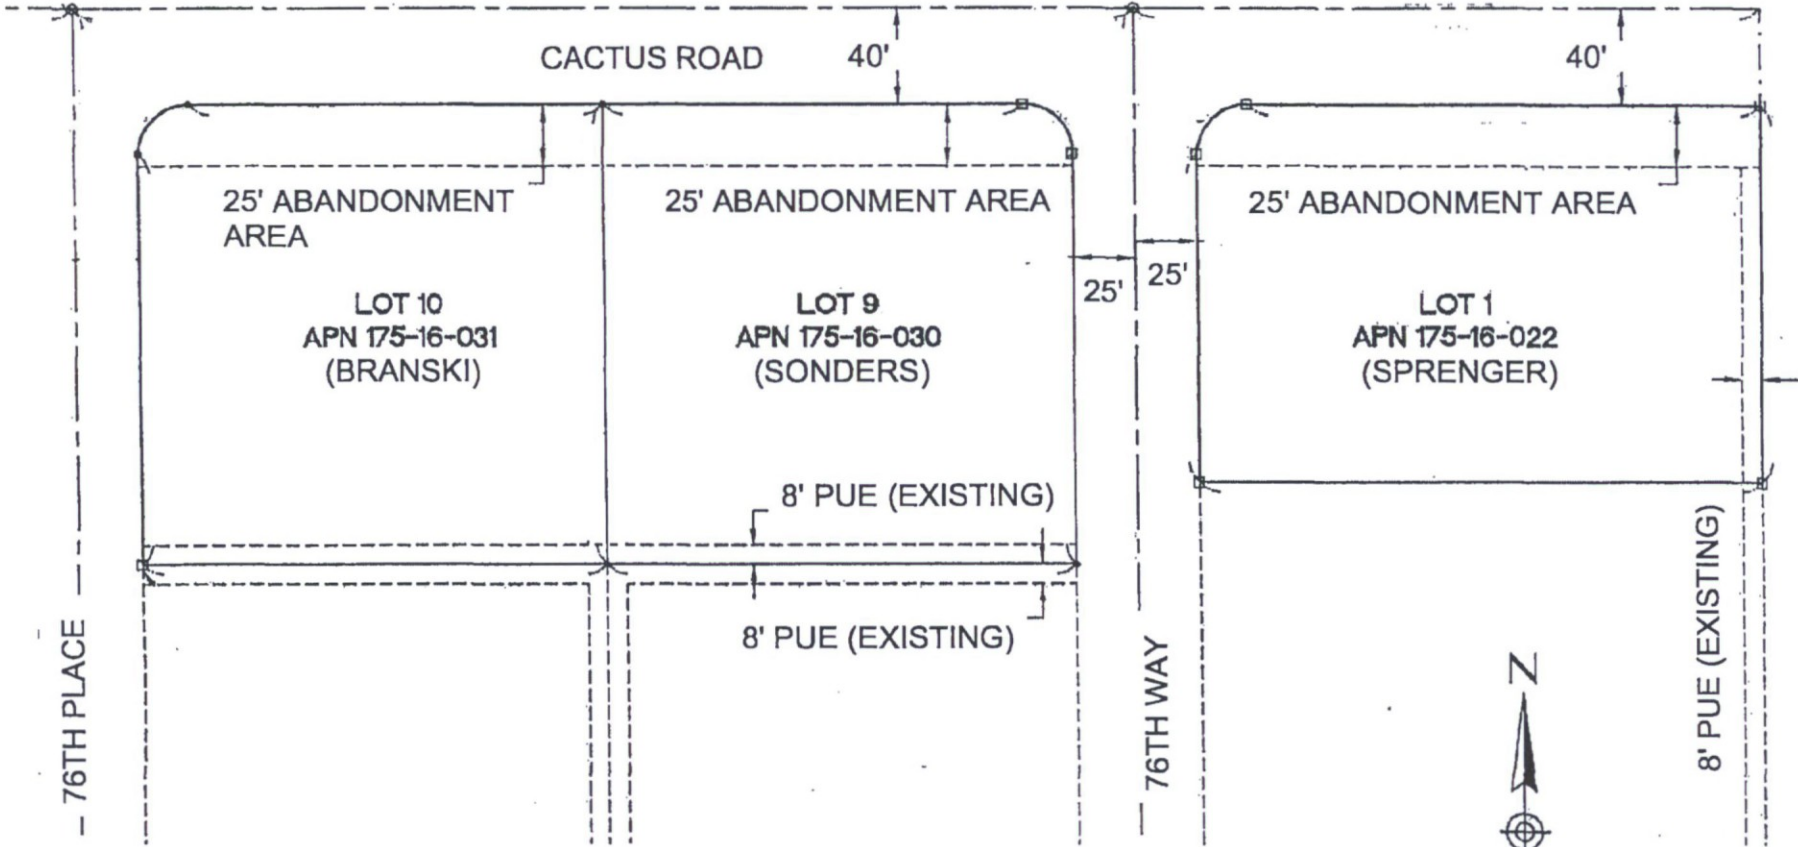 CACTUS ROAD
40'
40'
25' ABANDONMENT
AREA
25' ABANDONMENT AREA
25' ABANDONMENT AREA
25'
25'
LOT 10
APN 175-16-031
(BRANSKI)
LOT 9
APN 175-16-030
(SONDERS)
LOT 1
APN 175-16-022
(SPRENGER)
8' PUE (EXISTING)
8' PUE (EXISTING)
8' PUE (EXISTING)
76TH PLACE
76TH WAY
N